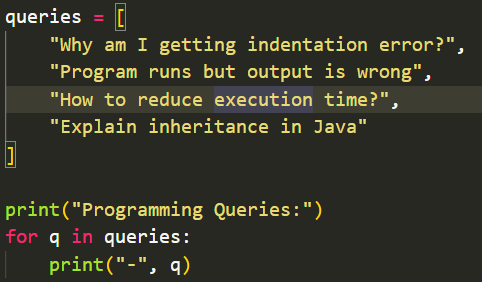 queries = [
    "Why am I getting indentation error?",
    "Program runs but output is wrong",
    "How to reduce execution time?",
    "Explain inheritance in Java"
]

print("Programming Queries:")
for q in queries:
    print("-", q)